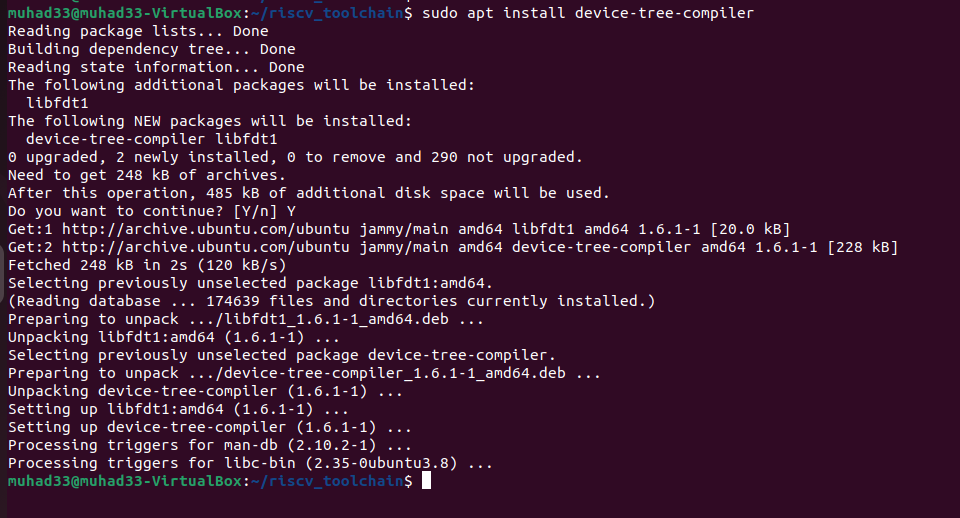 muhad33@muhad33-VirtualBox:~/riscv_toolchain$ sudo apt install device-tree-compiler
Reading package lists... Done
Building dependency tree... Done
Reading state information... Done
The following additional packages will be installed:
  libfdt1
The following NEW packages will be installed:
  device-tree-compiler libfdt1
0 upgraded, 2 newly installed, 0 to remove and 290 not upgraded.
Need to get 248 kB of archives.
After this operation, 485 kB of additional disk space will be used.
Do you want to continue? [Y/n] Y
Get:1 http://archive.ubuntu.com/ubuntu jammy/main amd64 libfdt1 amd64 1.6.1-1 [20.0 kB]
Get:2 http://archive.ubuntu.com/ubuntu jammy/main amd64 device-tree-compiler amd64 1.6.1-1 [228 kB]
Fetched 248 kB in 2s (120 kB/s)
Selecting previously unselected package libfdt1:amd64.
(Reading database ... 174639 files and directories currently installed.)
Preparing to unpack .../libfdt1_1.6.1-1_amd64.deb ...
Unpacking libfdt1:amd64 (1.6.1-1) ...
Selecting previously unselected package device-tree-compiler.
Preparing to unpack .../device-tree-compiler_1.6.1-1_amd64.deb ...
Unpacking device-tree-compiler (1.6.1-1) ...
Setting up libfdt1:amd64 (1.6.1-1) ...
Setting up device-tree-compiler (1.6.1-1) ...
Processing triggers for man-db (2.10.2-1) ...
Processing triggers for libc-bin (2.35-0ubuntu3.8) ...
muhad33@muhad33-VirtualBox:~/riscv_toolchain$